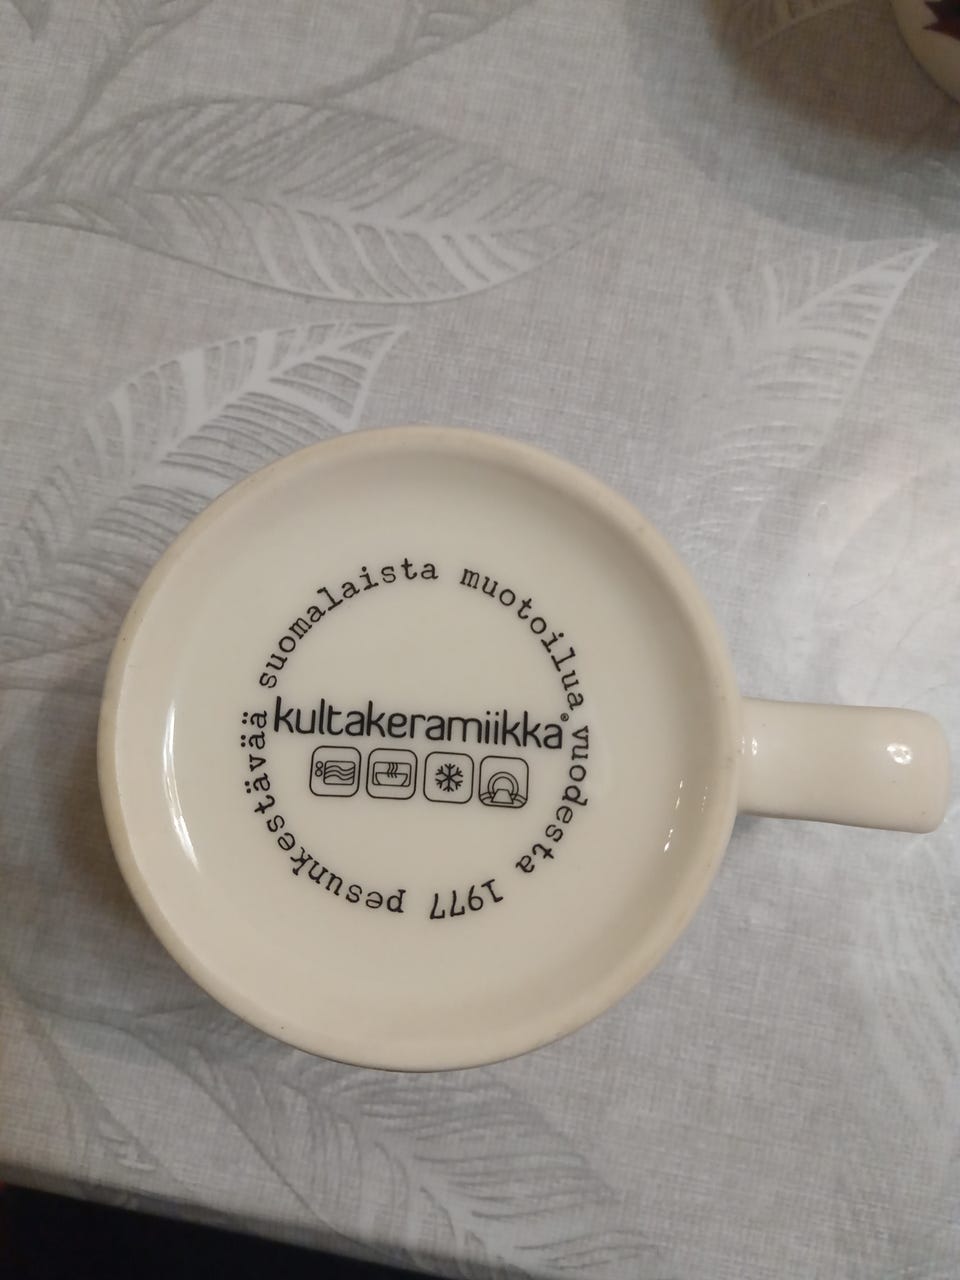 suomalaista muotoilua vuodesta 1977 pesunkestävää
kultakeramiikka®